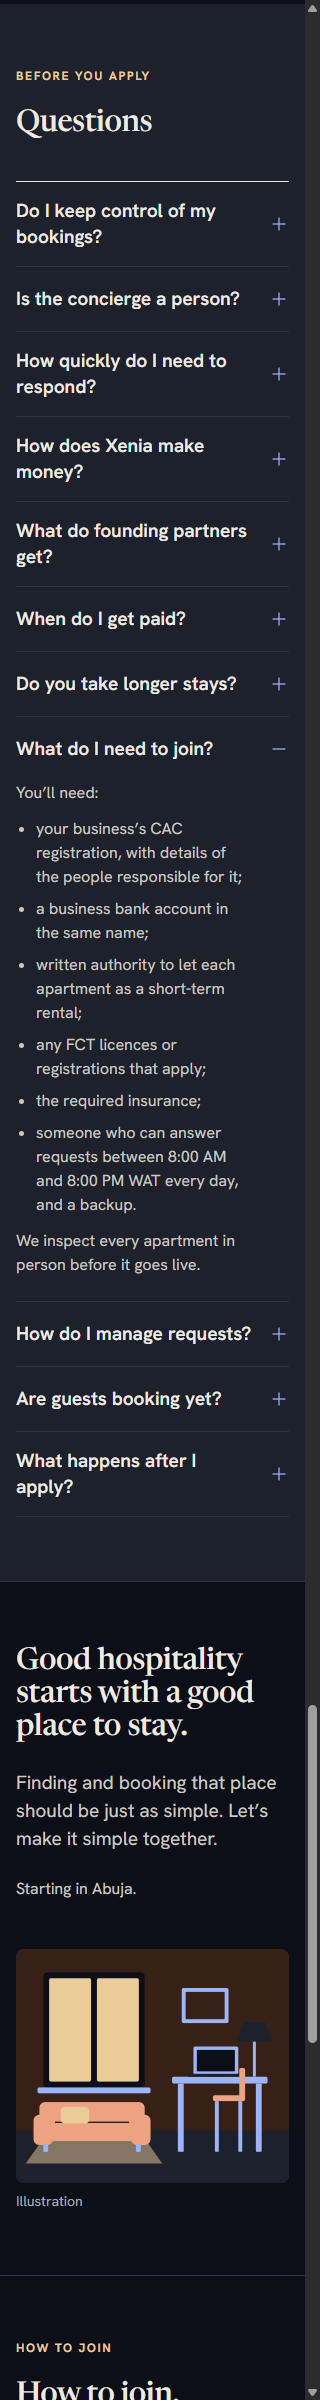 BEFORE YOU APPLY
Questions
Do I keep control of my
bookings?
Is the concierge a person?
How quickly do I need to
respond?
How does Xenia make
money?
What do founding partners
get?
When do I get paid?
Do you take longer stays?
What do I need to join?
You’ll need:
• your business’s CAC
registration, with details of
the people responsible for it;
• a business bank account in
the same name;
• written authority to let each
apartment as a short-term
rental;
• any FCT licences or
registrations that apply;
• the required insurance;
• someone who can answer
requests between 8:00 AM
and 8:00 PM WAT every day,
and a backup.
We inspect every apartment in
person before it goes live.
How do I manage requests?
Are guests booking yet?
What happens after I
apply?
Good hospitality
starts with a good
place to stay.
Finding and booking that place
should be just as simple. Let’s
make it simple together.
Starting in Abuja.
Illustration
HOW TO JOIN
How to join.